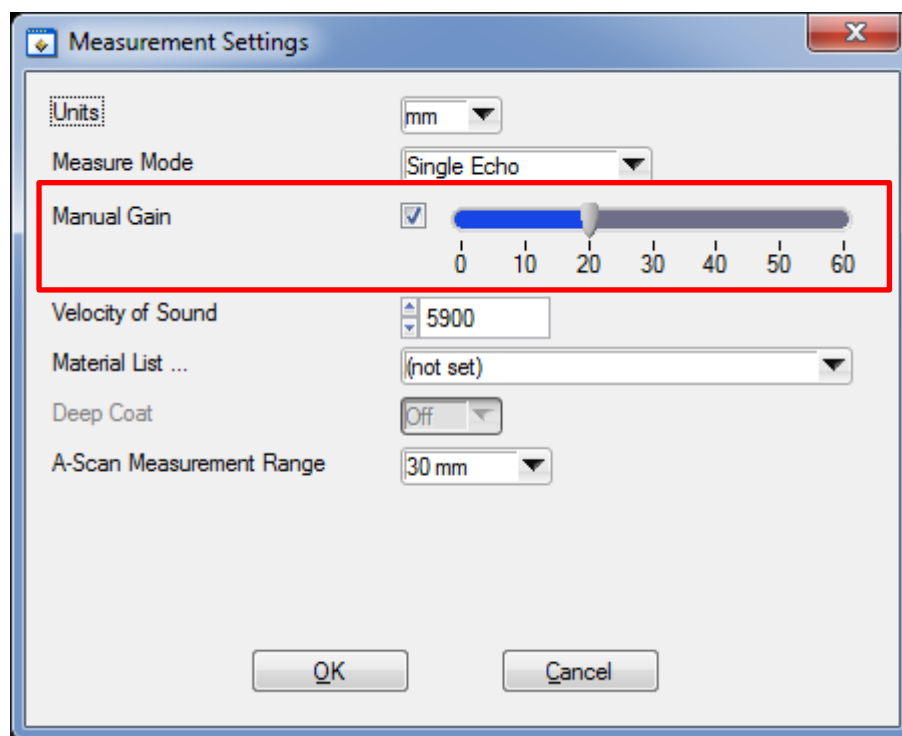 Measurement Settings
Units
mm
Measure Mode
Single Echo
Manual Gain
0 10 20 30 40 50 60
Velocity of Sound
5900
Material List ...
(not set)
Deep Coat
Off
A-Scan Measurement Range
30 mm
OK
Cancel